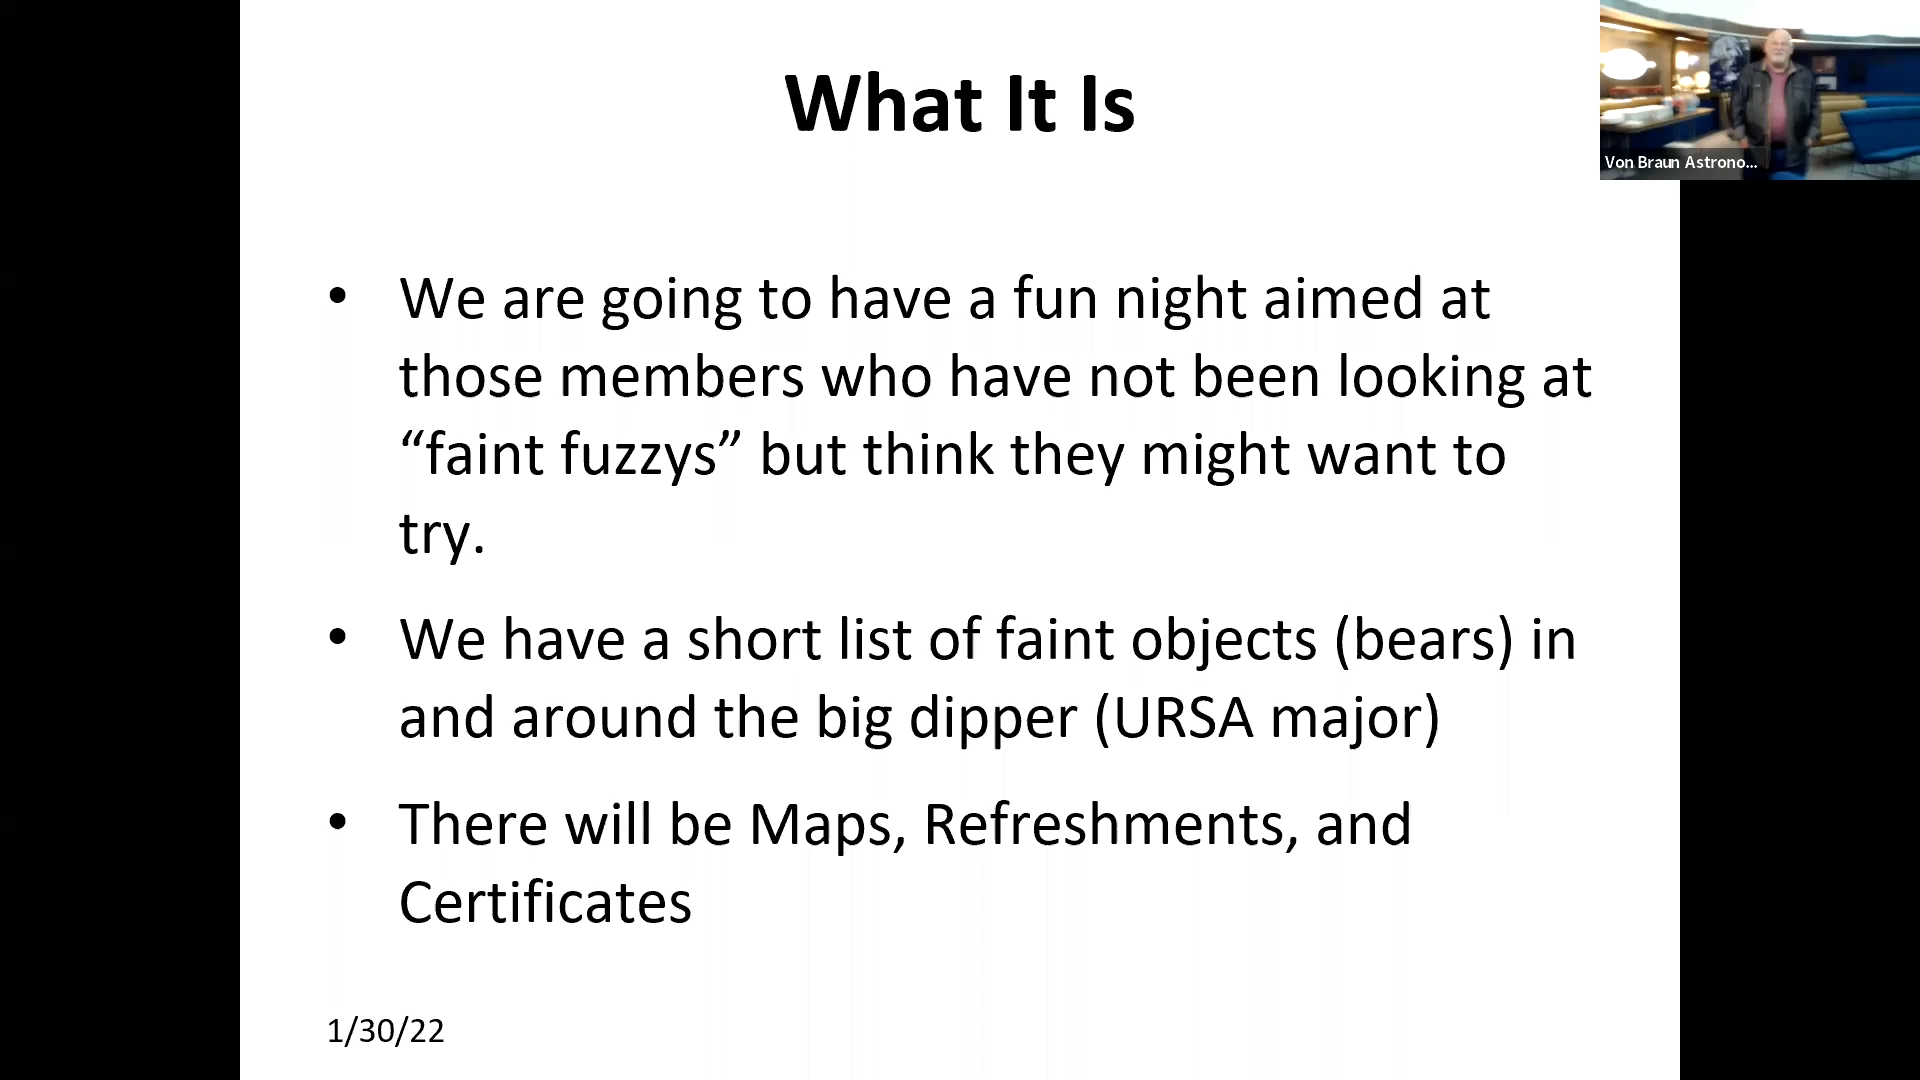 What It Is
Von Braun Astrono...
• We are going to have a fun night aimed at
those members who have not been looking at
“faint fuzzys” but think they might want to
try.
• We have a short list of faint objects (bears) in
and around the big dipper (URSA major)
• There will be Maps, Refreshments, and
Certificates
1/30/22